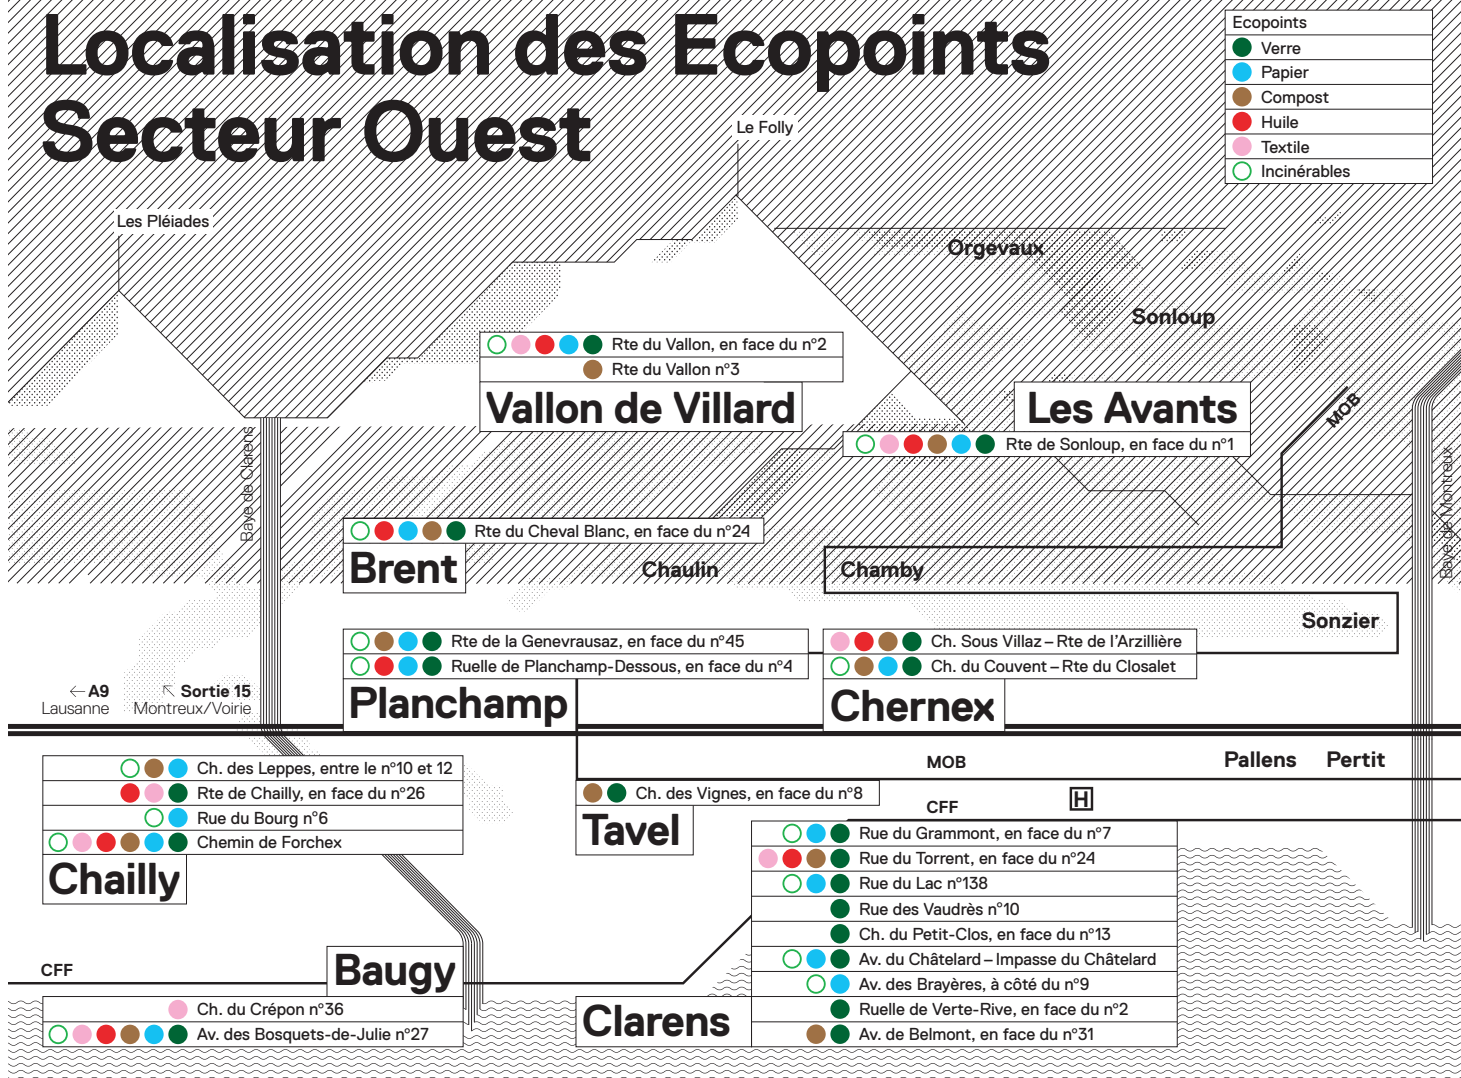 Localisation des Ecopoints
Secteur Ouest
Ecopoints
Verre
Papier
Compost
Huile
Textile
Incinérables
Le Folly
Les Pléiades
Orgevaux
Sonloup
Rte du Vallon, en face du n°2
Rte du Vallon n°3
Vallon de Villard
Les Avants
Rte de Sonloup, en face du n°1
MOB
Baye de Clarens
Baye de Montreux
Rte du Cheval Blanc, en face du n°24
Brent
Chaulin
Chamby
Sonzier
Rte de la Genevrausaz, en face du n°45
Ruelle de Planchamp-Dessous, en face du n°4
Planchamp
Ch. Sous Villaz – Rte de l'Arzillière
Ch. du Couvent – Rte du Closalet
Chernex
← A9
Lausanne
↖ Sortie 15
Montreux/Voirie
Ch. des Leppes, entre le n°10 et 12
Rte de Chailly, en face du n°26
Rue du Bourg n°6
Chemin de Forchex
Chailly
MOB
Pallens
Pertit
Ch. des Vignes, en face du n°8
Tavel
CFF
H
Rue du Grammont, en face du n°7
Rue du Torrent, en face du n°24
Rue du Lac n°138
Rue des Vaudrès n°10
Ch. du Petit-Clos, en face du n°13
Av. du Châtelard – Impasse du Châtelard
Av. des Brayères, à côté du n°9
Ruelle de Verte-Rive, en face du n°2
Av. de Belmont, en face du n°31
Clarens
CFF
Baugy
Ch. du Crépon n°36
Av. des Bosquets-de-Julie n°27